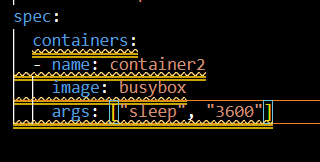 spec:
  containers:
  - name: container2
    image: busybox
    args: ["sleep", "3600"]